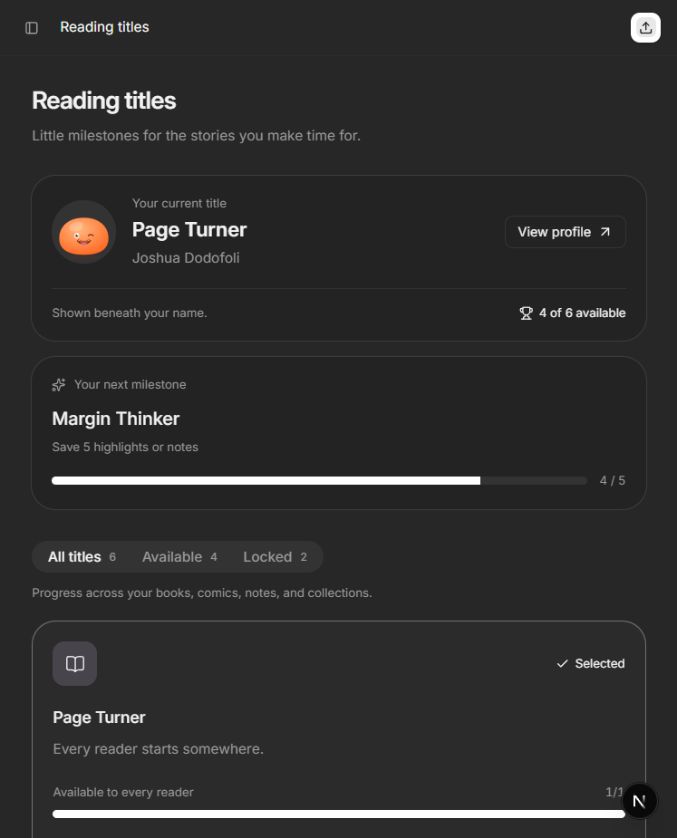 Reading titles
Reading titles
Little milestones for the stories you make time for.
Your current title
Page Turner
Joshua Dodofoli
View profile
Shown beneath your name.
4 of 6 available
Your next milestone
Margin Thinker
Save 5 highlights or notes
4 / 5
All titles 6 Available 4 Locked 2
Progress across your books, comics, notes, and collections.
Selected
Page Turner
Every reader starts somewhere.
Available to every reader
1/1
N